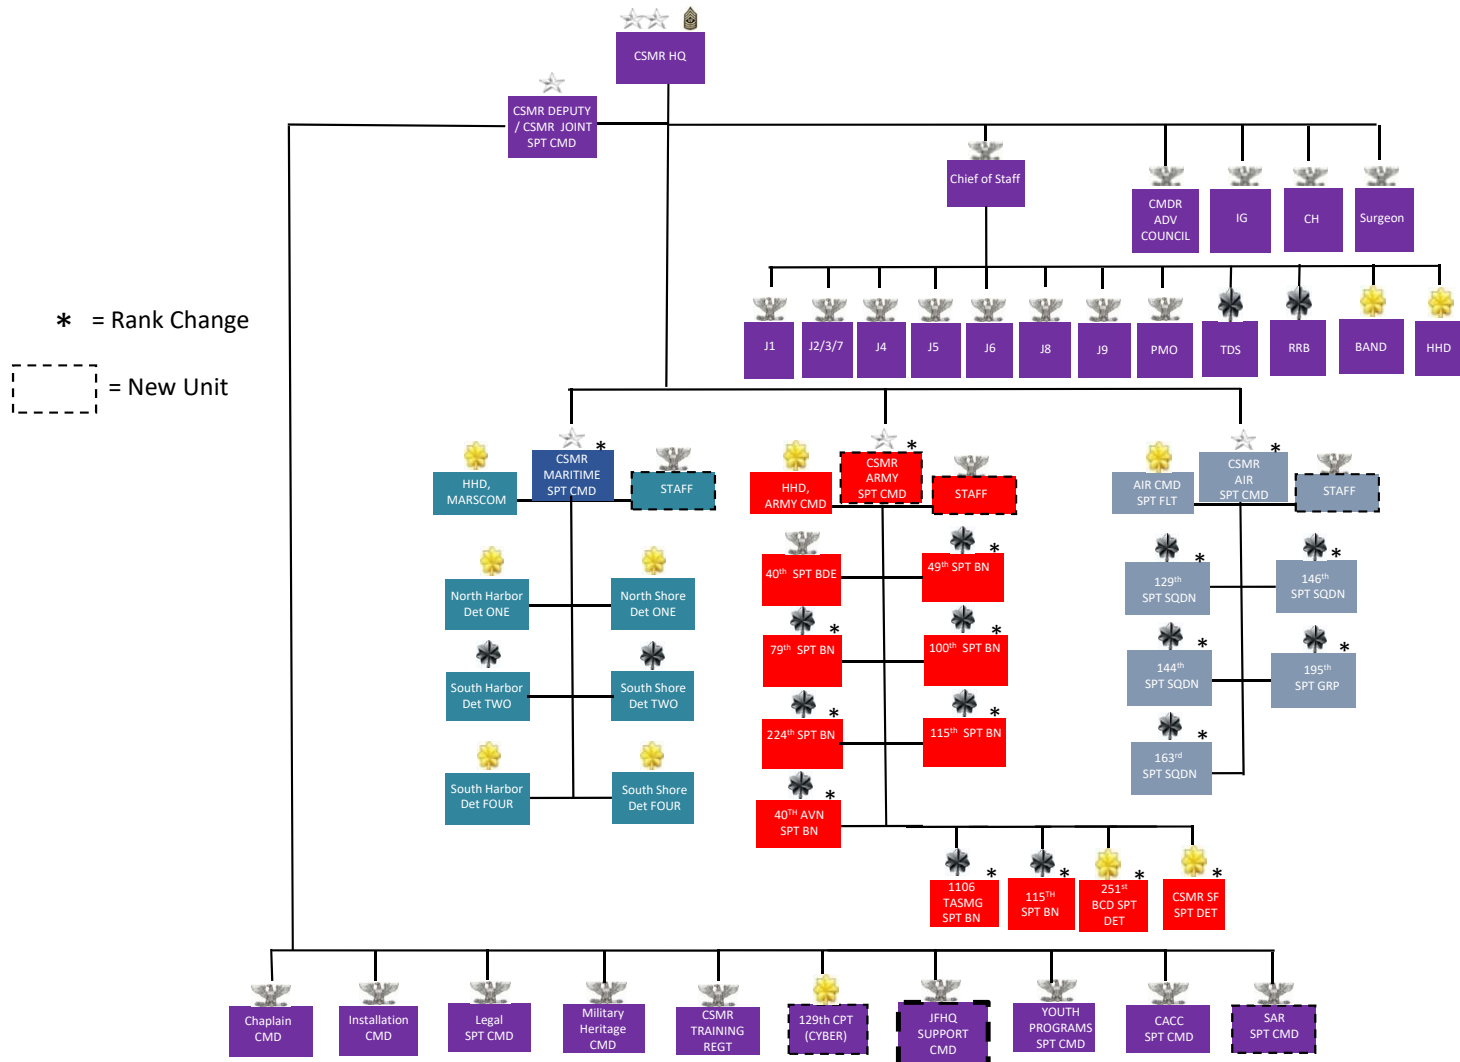 CSMR HQ
CSMR DEPUTY
/ CSMR JOINT
SPT CMD
Chief of Staff
CMDR
ADV
COUNCIL
IG
CH
Surgeon
J1
J2/3/7
J4
J5
J6
J8
J9
PMO
TDS
RRB
BAND
HHD
* = Rank Change
= New Unit
HHD,
MARSCOM
*
CSMR
MARITIME
SPT CMD
STAFF
HHD,
ARMY CMD
*
CSMR
ARMY
SPT CMD
STAFF
AIR CMD
SPT FLT
*
CSMR
AIR
SPT CMD
STAFF
North Harbor
Det ONE
North Shore
Det ONE
South Harbor
Det TWO
South Shore
Det TWO
South Harbor
Det FOUR
South Shore
Det FOUR
40th SPT BDE
*
49th SPT BN
*
79th SPT BN
*
100th SPT BN
*
224th SPT BN
*
115th SPT BN
*
40TH AVN
SPT BN
*
129th
SPT SQDN
*
146th
SPT SQDN
*
144th
SPT SQDN
*
195th
SPT GRP
*
163rd
SPT SQDN
*
1106
TASMG
SPT BN
*
115TH
SPT BN
*
251st
BCD SPT
DET
*
CSMR SF
SPT DET
Chaplain
CMD
Installation
CMD
Legal
SPT CMD
Military
Heritage
CMD
CSMR
TRAINING
REGT
129th CPT
(CYBER)
JFHQ
SUPPORT
CMD
YOUTH
PROGRAMS
SPT CMD
CACC
SPT CMD
SAR
SPT CMD